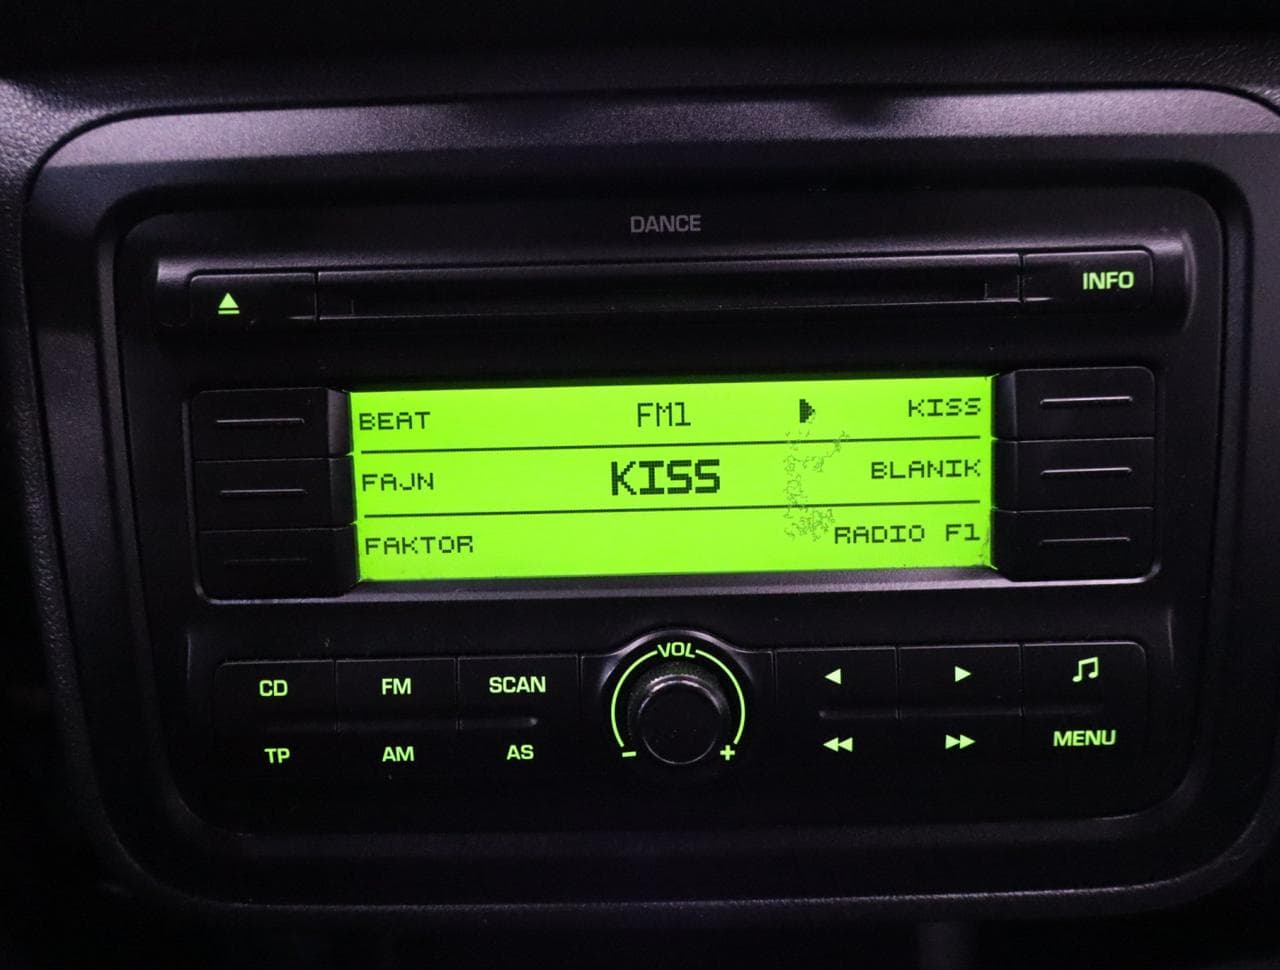 DANCE
INFO
BEAT FM1 KISS
FAJN KISS BLANIK
FAKTOR RADIO F1
VOL
CD FM SCAN
TP AM AS - + MENU